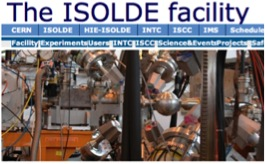 The ISOLDE facility
CERN ISOLDE HIE-ISOLDE INTC ISCC IMS Schedule
Facility Experiments Users INTC ISCC Science&Events Projects Saf